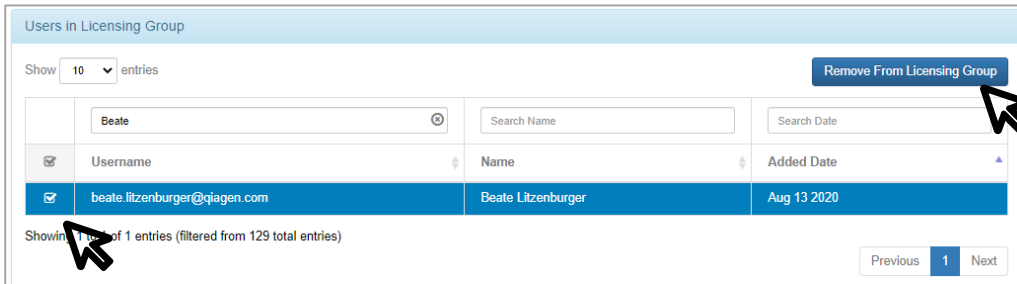 Users in Licensing Group
Show 10 entries
Remove From Licensing Group
Beate Search Name Search Date
Username Name Added Date
beate.litzenburger@qiagen.com Beate Litzenburger Aug 13 2020
Showing 1 to of 1 entries (filtered from 129 total entries)
Previous 1 Next